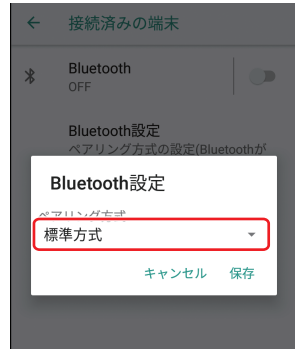 接続済みの端末
Bluetooth
OFF
Bluetooth設定
ペアリング方式の設定(Bluetoothが
Bluetooth設定
ペアリング方式
標準方式
キャンセル 保存